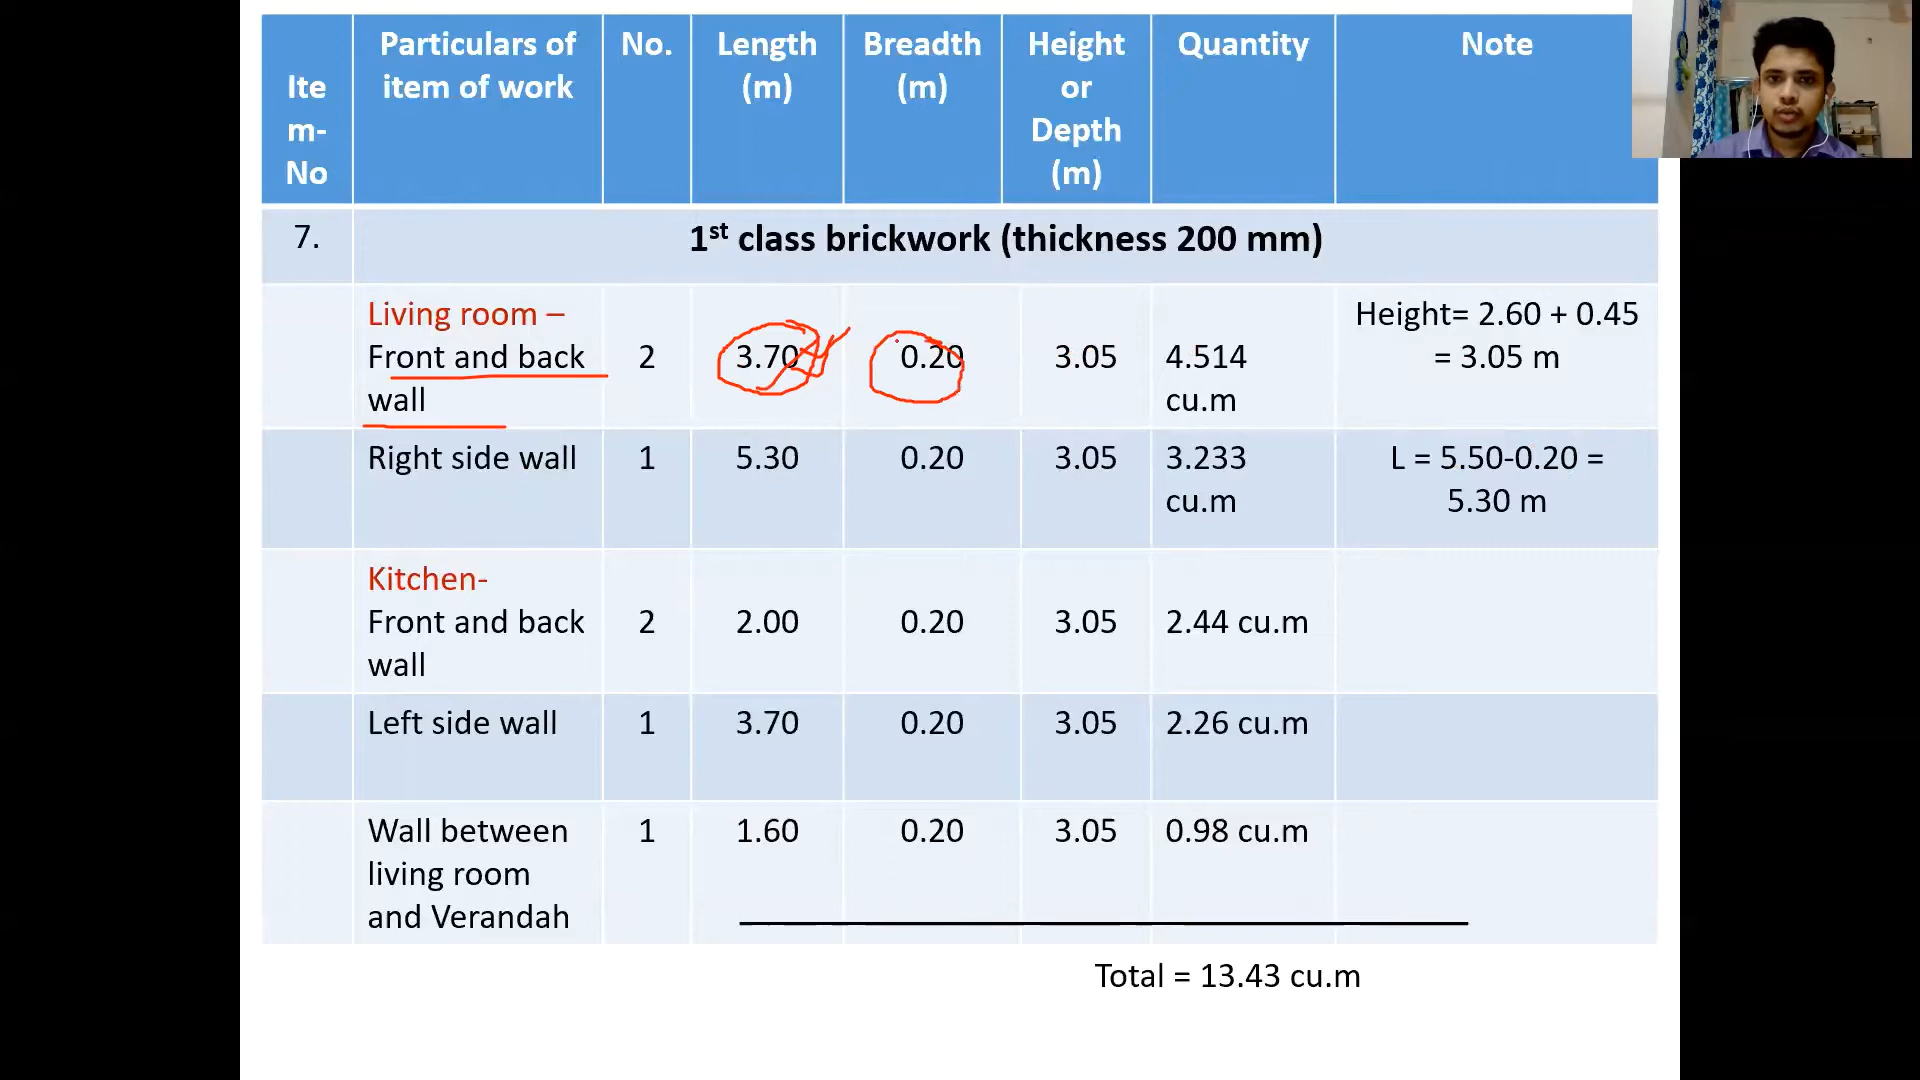 Ite
m-
No
Particulars of
item of work
No.
Length
(m)
Breadth
(m)
Height
or
Depth
(m)
Quantity
Note
7.
1st class brickwork (thickness 200 mm)
Living room –
Front and back
wall
2
3.70
0.20
3.05
4.514
cu.m
Height= 2.60 + 0.45
= 3.05 m
Right side wall
1
5.30
0.20
3.05
3.233
cu.m
L = 5.50-0.20 =
5.30 m
Kitchen-
Front and back
wall
2
2.00
0.20
3.05
2.44 cu.m
Left side wall
1
3.70
0.20
3.05
2.26 cu.m
Wall between
living room
and Verandah
1
1.60
0.20
3.05
0.98 cu.m
Total = 13.43 cu.m